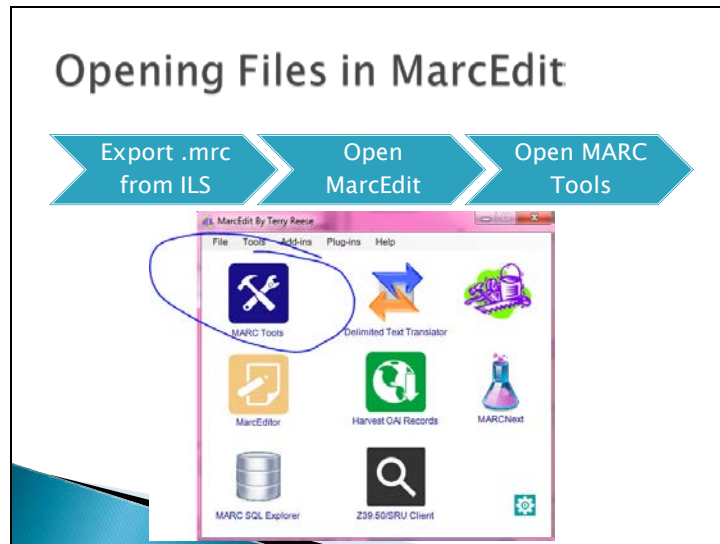 Opening Files in MarcEdit
Export .mrc
from ILS
Open
MarcEdit
Open MARC
Tools
MarcEdit By Terry Reese
File Tools Add-ins Plug-ins Help
MARC Tools
Delimited Text Translator
MarcEditor
Harvest OAI Records
MARCNext
MARC SQL Explorer
Z39.50/SRU Client